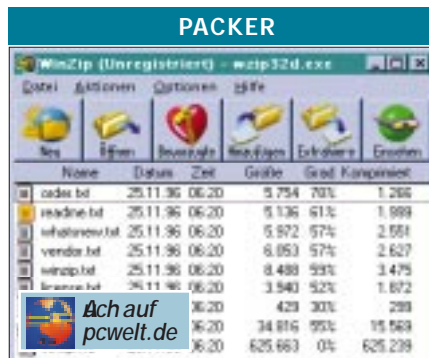 PACKER
WinZip (Unregistriert) - wzip32d.exe
Datei Aktionen Optionen Hilfe
Neu Öffnen Hinzufügen Extrahiere Einsehen
Name Datum Zeit Größe Grad Komprimiert
order.txt 25.11.96 06:20 5.754 78% 1.266
readme.txt 25.11.96 06:20 5.136 61% 1.999
whatsnew.txt 25.11.96 06:20 5.972 57% 2.551
vendor.txt 25.11.96 06:20 6.053 57% 2.627
winzip.txt 25.11.96 06:20 8.488 59% 3.475
license.txt 25.11.96 06:20 3.940 52% 1.872
06:20 429 30% 299
06:20 34.816 55% 15.569
06:20 625.663 0% 625.239
Ach auf
pcwelt.de